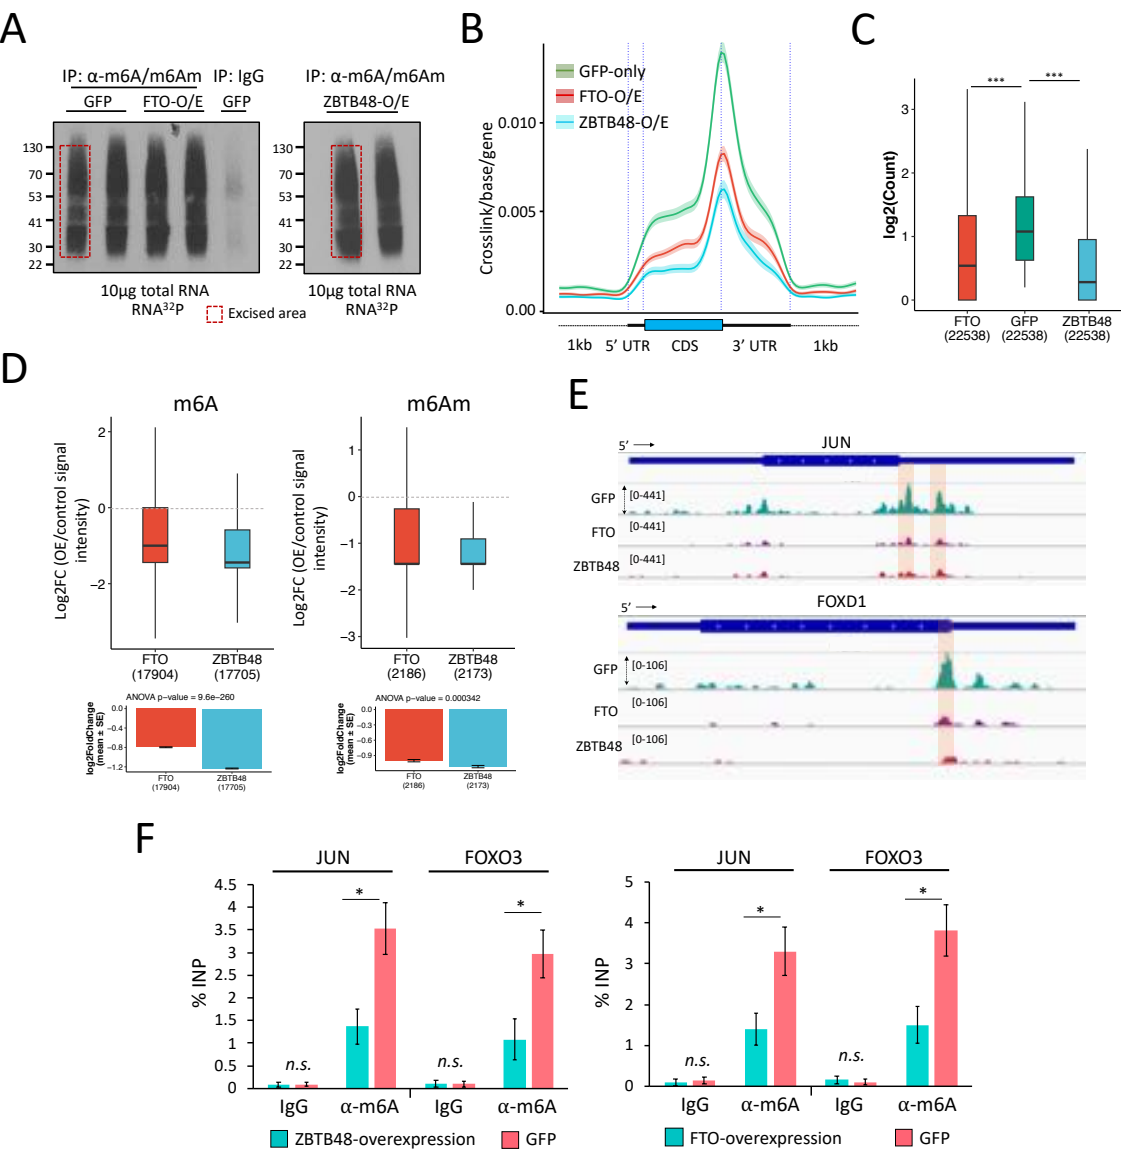 A
IP: α-m6A/m6Am
IP: IgG
GFP
FTO-O/E
GFP
130
70
53
41
30
22
10µg total RNA
RNA32P
Excised area
IP: α-m6A/m6Am
ZBTB48-O/E
130
70
53
41
30
22
10µg total RNA
RNA32P
B
GFP-only
FTO-O/E
ZBTB48-O/E
Crosslink/base/gene
0.010
0.005
0.00
1kb
5’ UTR
CDS
3’ UTR
1kb
C
***
***
log2(Count)
3
2
1
0
FTO
(22538)
GFP
(22538)
ZBTB48
(22538)
D
m6A
Log2FC (OE/control signal
intensity)
2
0
−2
FTO
(17904)
ZBTB48
(17705)
ANOVA p−value = 9.6e−260
log2FoldChange
(mean ± SE)
0.0
−0.4
−0.8
−1.2
FTO
(17904)
ZBTB48
(17705)
m6Am
Log2FC (OE/control signal
intensity)
1
0
−1
−2
−3
FTO
(2186)
ZBTB48
(2173)
ANOVA p−value = 0.000342
log2FoldChange
(mean ± SE)
0.0
−0.3
−0.6
−0.9
FTO
(2186)
ZBTB48
(2173)
E
5’
JUN
GFP
[0-441]
FTO
[0-441]
ZBTB48
[0-441]
5’
FOXD1
GFP
[0-106]
FTO
[0-106]
ZBTB48
[0-106]
F
JUN
FOXO3
% INP
4.5
4
3.5
3
2.5
2
1.5
1
0.5
0
n.s.
*
n.s.
*
IgG
α-m6A
IgG
α-m6A
ZBTB48-overexpression
GFP
JUN
FOXO3
% INP
5
4
3
2
1
0
n.s.
*
n.s.
*
IgG
α-m6A
IgG
α-m6A
FTO-overexpression
GFP